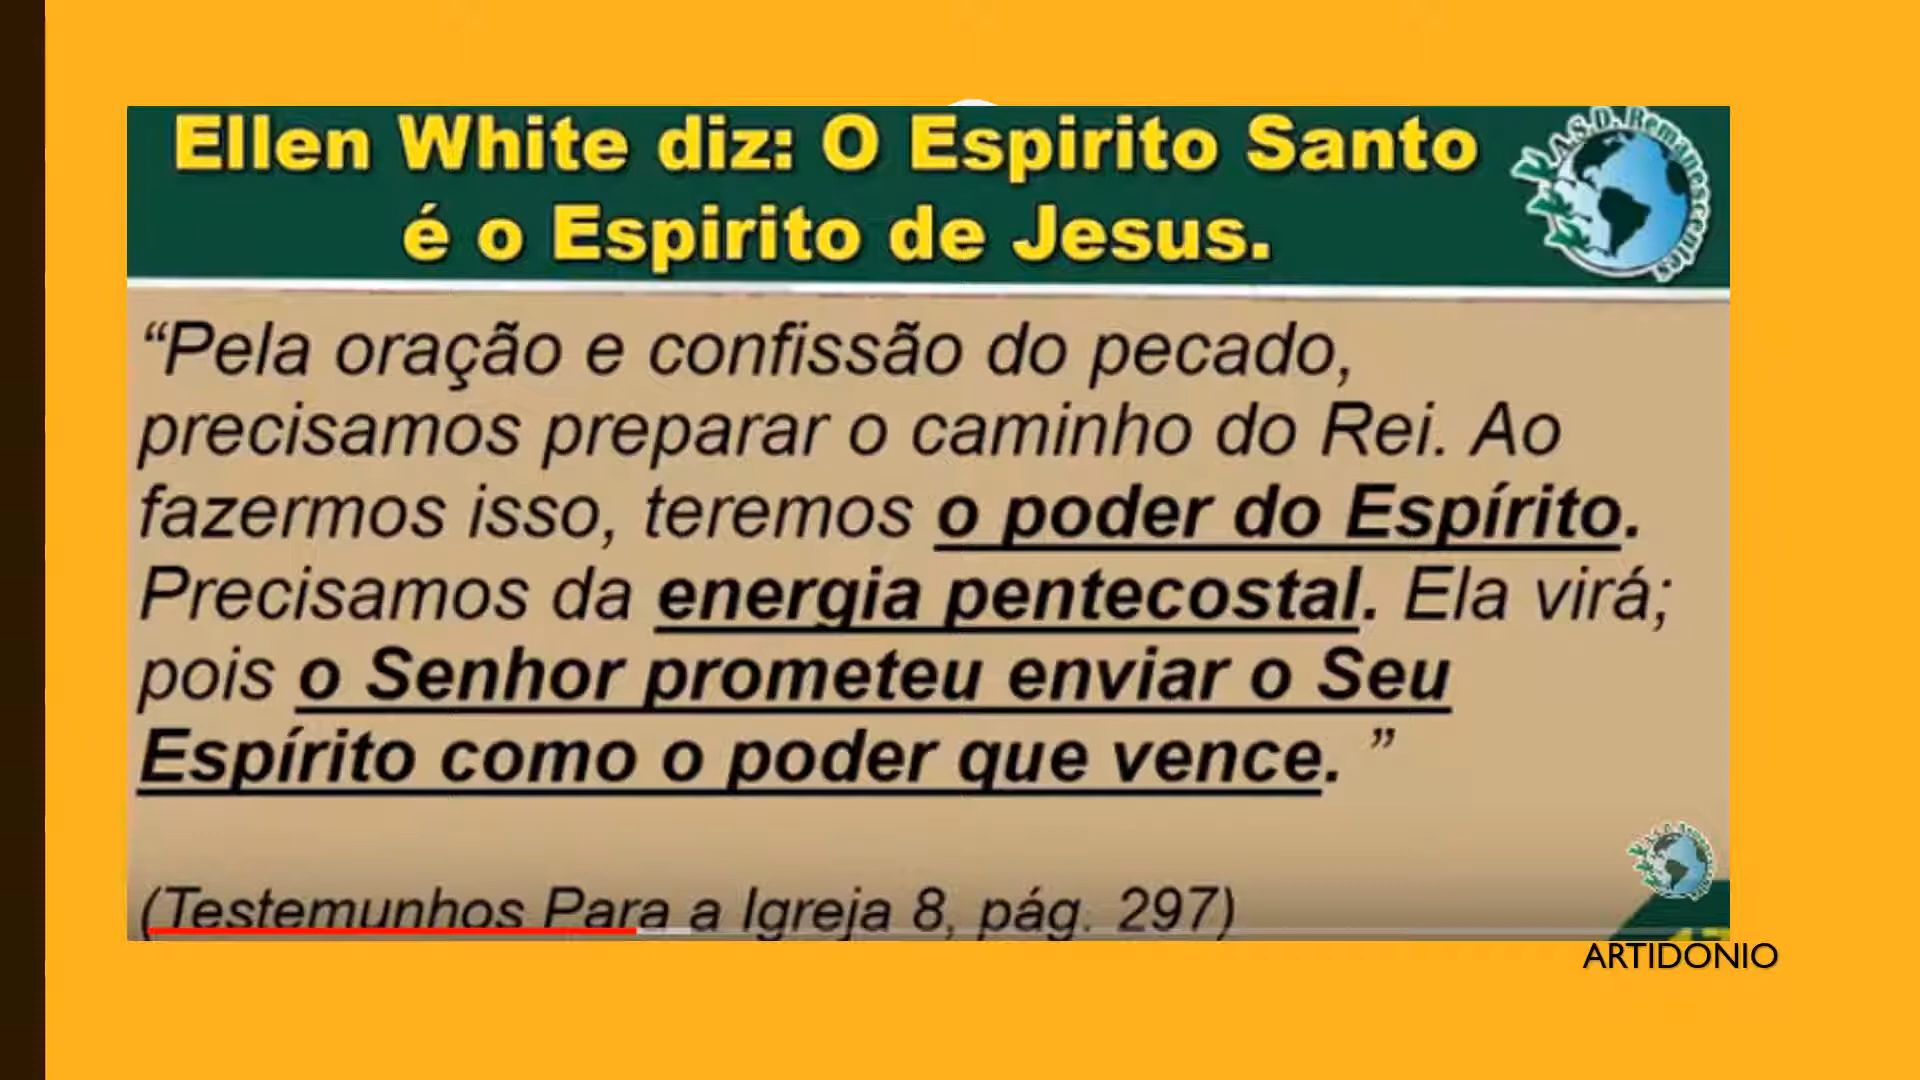 Ellen White diz: O Espirito Santo
é o Espirito de Jesus.
A.S.D. Remanescentes
“Pela oração e confissão do pecado,
precisamos preparar o caminho do Rei. Ao
fazermos isso, teremos o poder do Espírito.
Precisamos da energia pentecostal. Ela virá;
pois o Senhor prometeu enviar o Seu
Espírito como o poder que vence. ”
(Testemunhos Para a Igreja 8, pág. 297)
ARTIDONIO